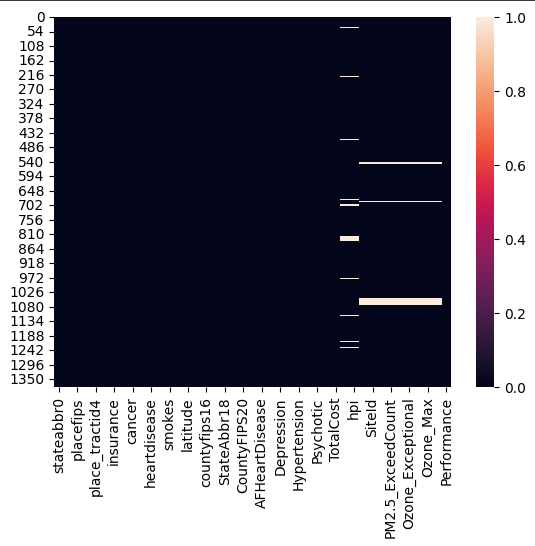 0
54
108
162
216
270
324
378
432
486
540
594
648
702
756
810
864
918
972
1026
1080
1134
1188
1242
1296
1350
stateabbr0
placefips
place_tractid4
insurance
cancer
heartdisease
smokes
latitude
countyfips16
StateAbbr18
CountyFIPS20
AFHeartDisease
Depression
Hypertension
Psychotic
TotalCost
hpi
SiteId
PM2.5_ExceedCount
Ozone_Exceptional
Ozone_Max
Performance
1.0
0.8
0.6
0.4
0.2
0.0